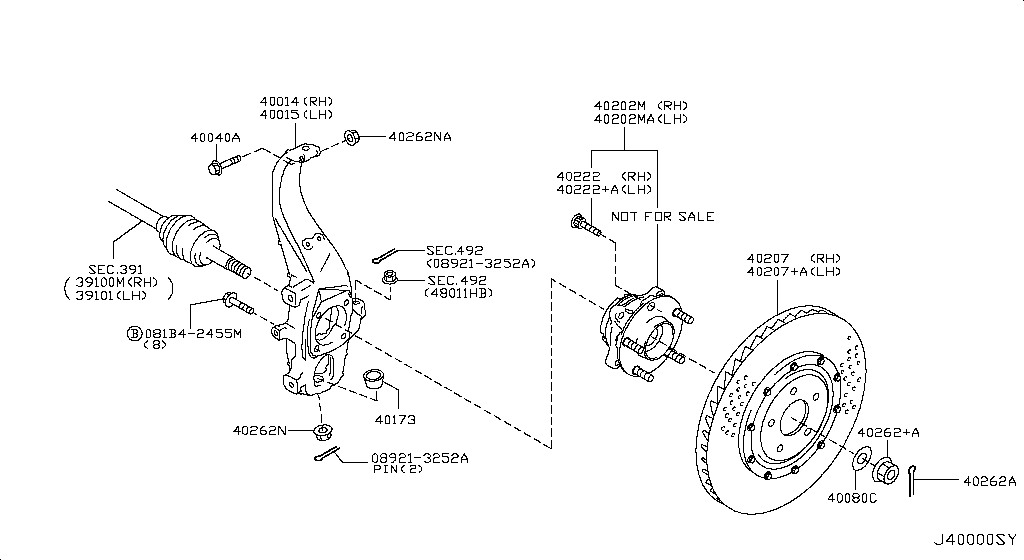 40014 (RH)
40015 (LH)
40040A
40262NA
40202M (RH)
40202MA(LH)
40222 (RH)
40222+A(LH)
NOT FOR SALE
SEC.492
(08921-3252A)
SEC.492
(48011HB)
40207 (RH)
40207+A(LH)
SEC.391
( 39100M(RH) )
39101(LH)
B 081B4-2455M
(8)
40173
40262N
08921-3252A
PIN(2)
40262+A
40080C
40262A
J40000SY